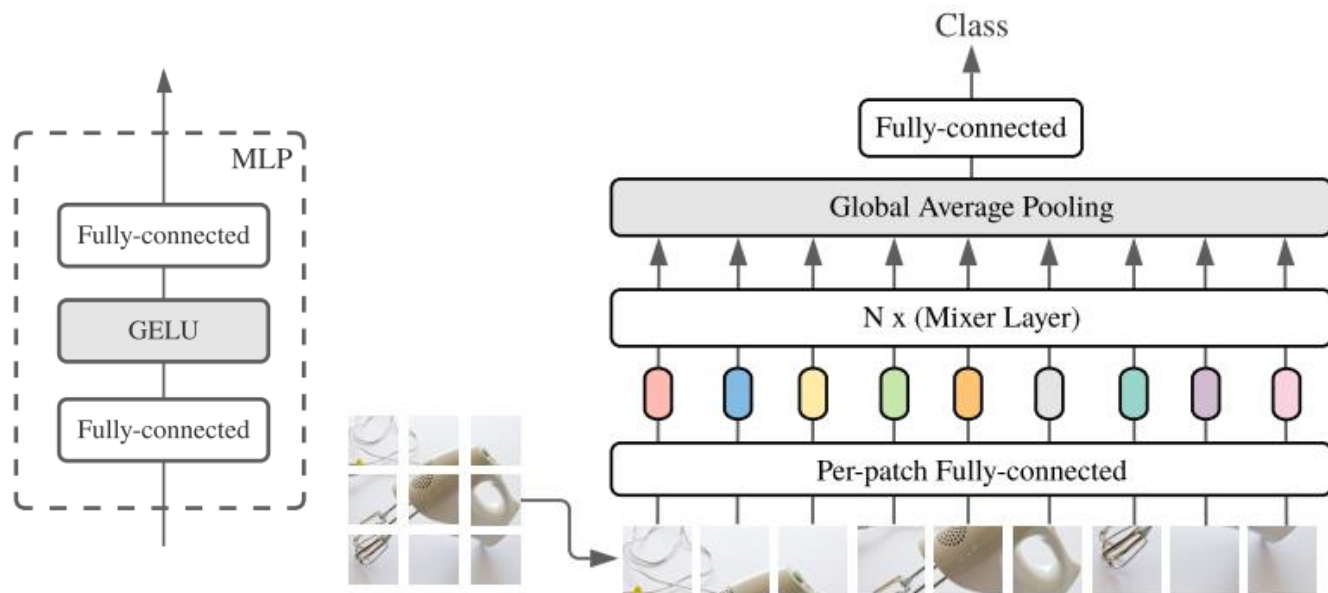 MLP
Fully-connected
GELU
Fully-connected
Class
Fully-connected
Global Average Pooling
N x (Mixer Layer)
Per-patch Fully-connected